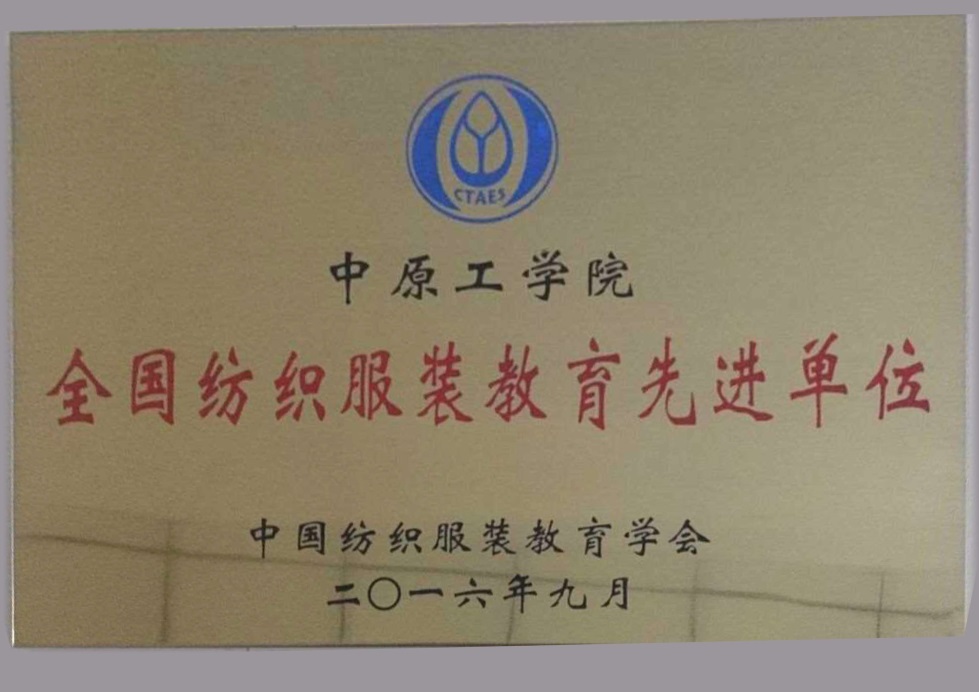 CTAES
中原工学院
全国纺织服装教育先进单位
中国纺织服装教育学会
二〇一六年九月